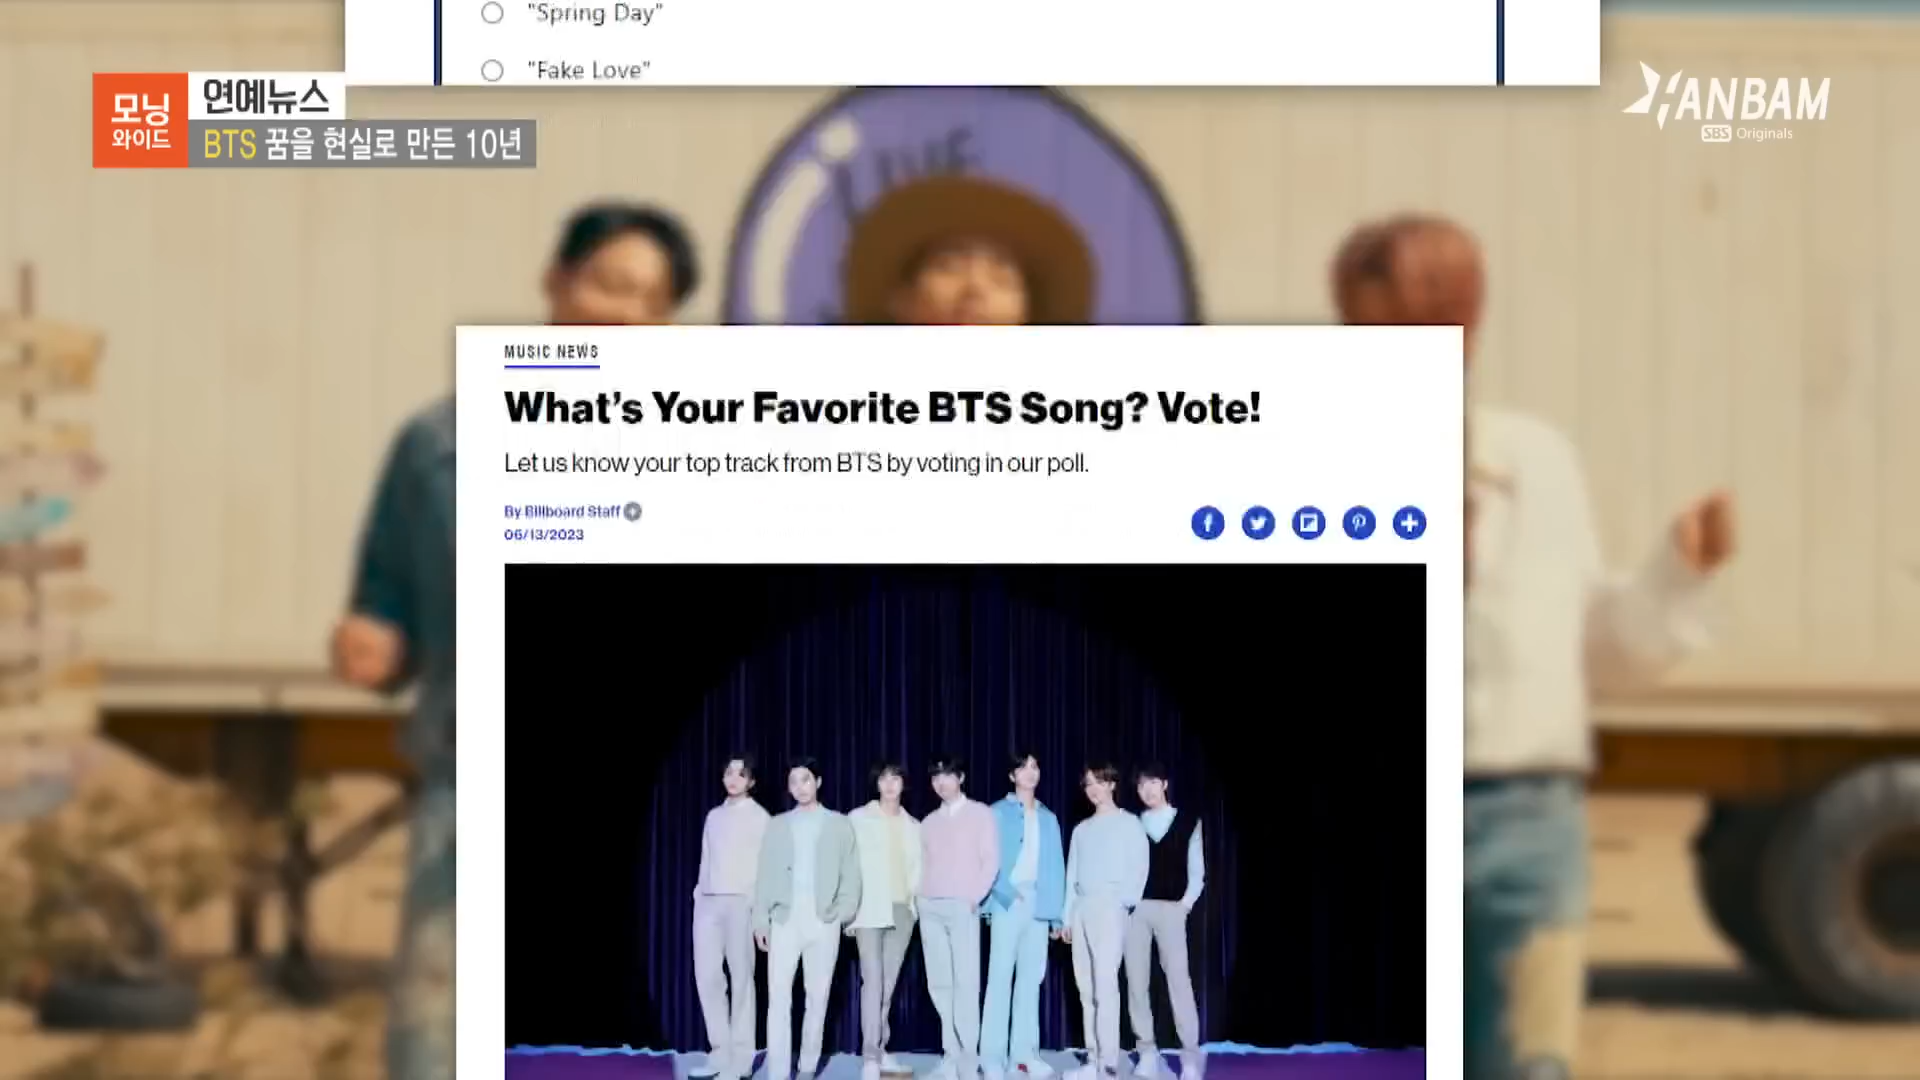 "Spring Day"
"Fake Love"
모닝
와이드
연예뉴스
BTS 꿈을 현실로 만든 10년
HANBAM
SBS Originals
LIVE
MUSIC NEWS
What's Your Favorite BTS Song? Vote!
Let us know your top track from BTS by voting in our poll.
By Billboard Staff
06/13/2023